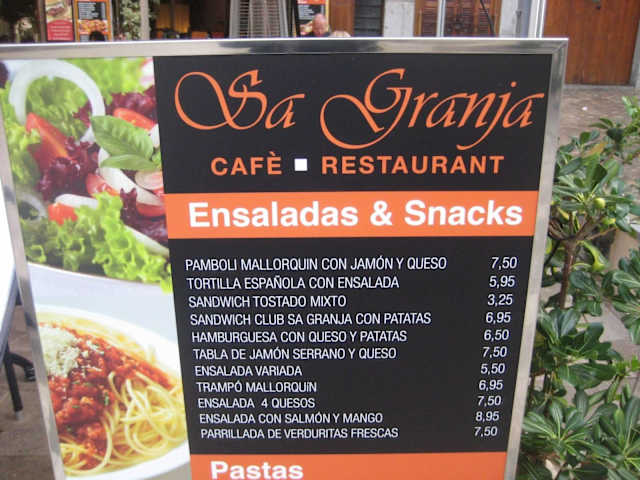 Sa Granja
CAFÈ ■ RESTAURANT
Ensaladas & Snacks
PAMBOLI MALLORQUIN CON JAMÓN Y QUESO 7,50
TORTILLA ESPAÑOLA CON ENSALADA 5,95
SANDWICH TOSTADO MIXTO 3,25
SANDWICH CLUB SA GRANJA CON PATATAS 6,95
HAMBURGUESA CON QUESO Y PATATAS 6,50
TABLA DE JAMÓN SERRANO Y QUESO 7,50
ENSALADA VARIADA 5,50
TRAMPÓ MALLORQUIN 6,95
ENSALADA 4 QUESOS 7,50
ENSALADA CON SALMÓN Y MANGO 8,95
PARRILLADA DE VERDURITAS FRESCAS 7,50
Pastas